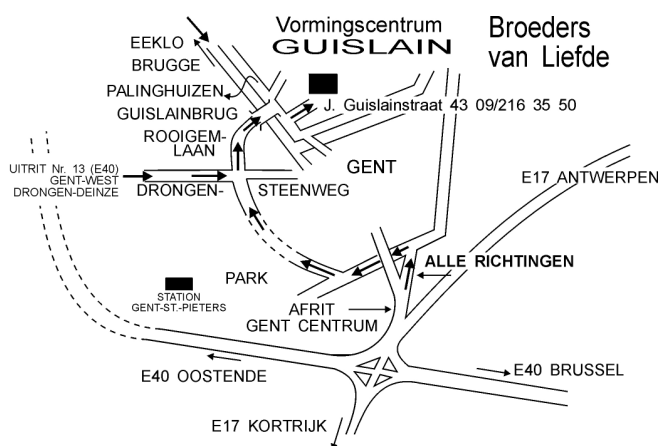 Vormingscentrum
GUISLAIN
Broeders
van Liefde
EEKLO
BRUGGE
PALINGHUIZEN
GUISLAINBRUG
J. Guislainstraat 43 09/216 35 50
ROOIGEM-
LAAN
UITRIT Nr. 13 (E40)
GENT-WEST
DRONGEN-DEINZE
GENT
DRONGEN-
STEENWEG
E17 ANTWERPEN
ALLE RICHTINGEN
PARK
STATION
GENT-ST.-PIETERS
AFRIT
GENT CENTRUM
E40 OOSTENDE
E40 BRUSSEL
E17 KORTRIJK